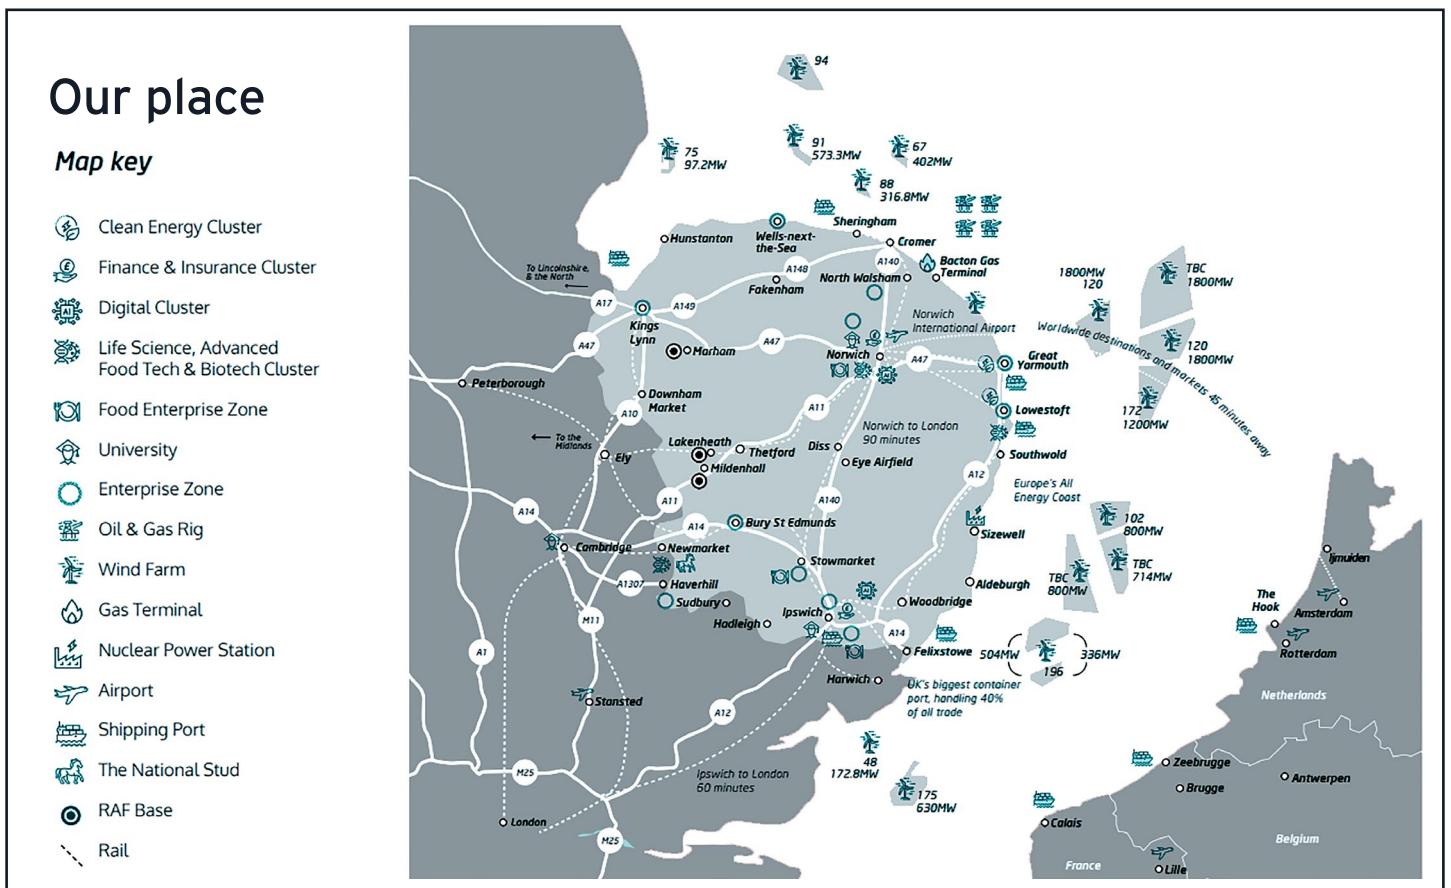 Our place
Map key
Clean Energy Cluster
Finance & Insurance Cluster
Digital Cluster
Life Science, Advanced
Food Tech & Biotech Cluster
Food Enterprise Zone
University
Enterprise Zone
Oil & Gas Rig
Wind Farm
Gas Terminal
Nuclear Power Station
Airport
Shipping Port
The National Stud
RAF Base
Rail
94
75
97.2MW
91
573.3MW
67
402MW
88
316.8MW
Sheringham
Hunstanton
Wells-next-
the-Sea
Cromer
To Lincolnshire,
& the North
A148
A140
Bacton Gas
Terminal
North Walsham
Fakenham
1800MW
120
TBC
1800MW
A17
A149
Kings
Lynn
Norwich
International Airport
Worldwide destinations and markets 45 minutes away
A47
Marham
A47
Norwich
A47
Great
Yarmouth
120
1800MW
Peterborough
Downham
Market
A10
A11
Lowestoft
172
1200MW
To the
Midlands
Ely
Lakenheath
Thetford
Mildenhall
Norwich to London
90 minutes
Diss
Eye Airfield
Southwold
A12
Europe's All
Energy Coast
A14
A11
A140
A14
Bury St Edmunds
Sizewell
102
800MW
Cambridge
Newmarket
Stowmarket
TBC
800MW
TBC
714MW
Ijmuiden
A1307
Haverhill
Aldeburgh
Sudbury
Woodbridge
The
Hook
Amsterdam
M11
Hadleigh
Ipswich
A14
A1
Felixstowe
504MW
336MW
196
Rotterdam
Harwich
UK's biggest container
port, handling 40%
of all trade
Netherlands
Stansted
A12
48
172.8MW
M25
Ipswich to London
60 minutes
175
630MW
Zeebrugge
Antwerpen
Brugge
London
M25
Calais
Belgium
France
Lille
AI
AI
AI
£
£
£